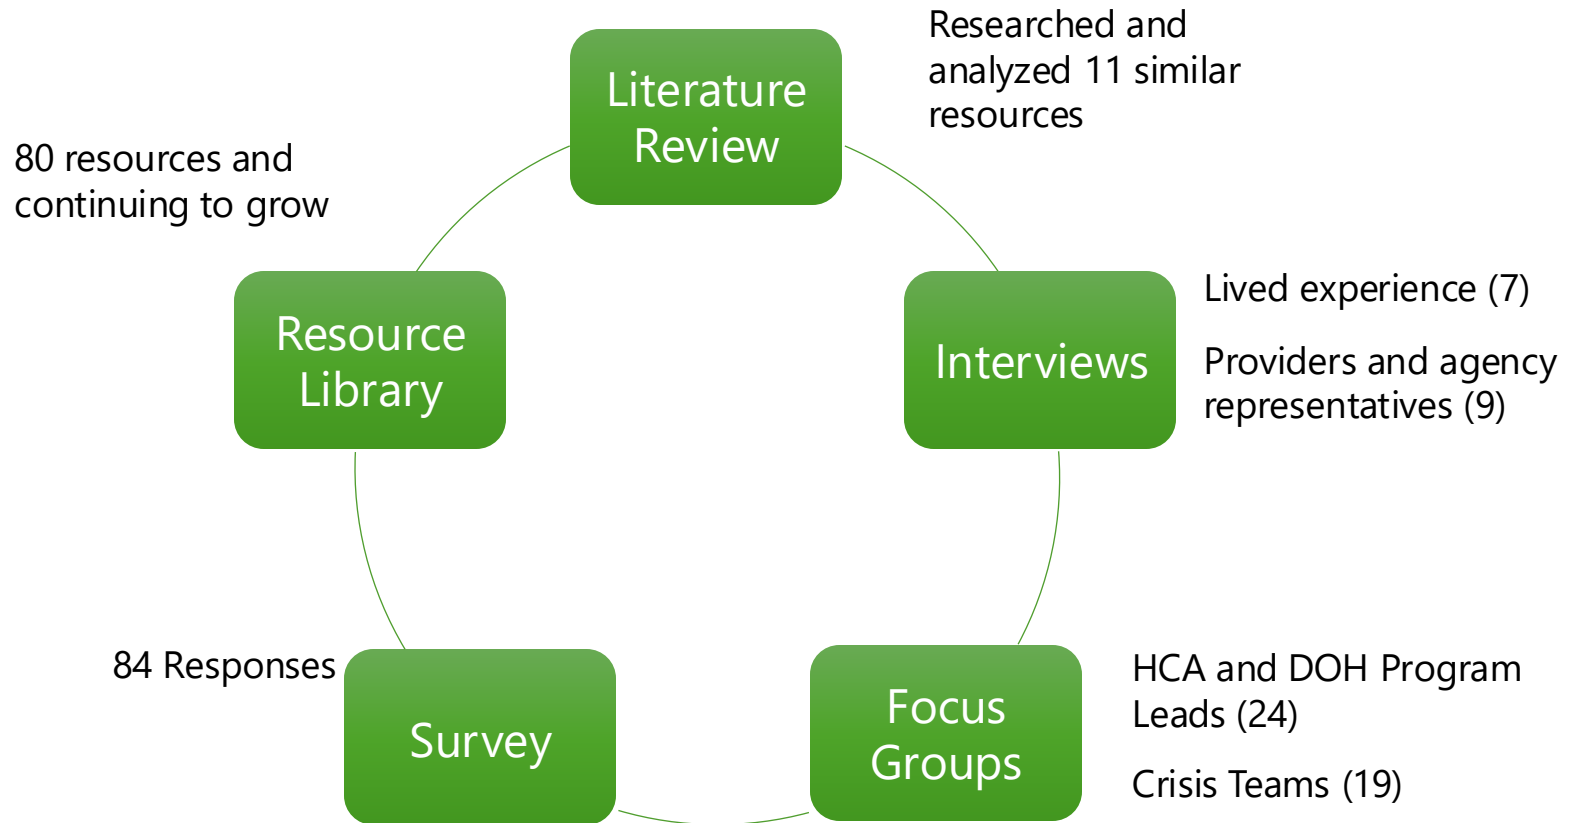 Literature
Review
Researched and
analyzed 11 similar
resources
Interviews
Lived experience (7)
Providers and agency
representatives (9)
Focus
Groups
HCA and DOH Program
Leads (24)
Crisis Teams (19)
Survey
84 Responses
Resource
Library
80 resources and
continuing to grow